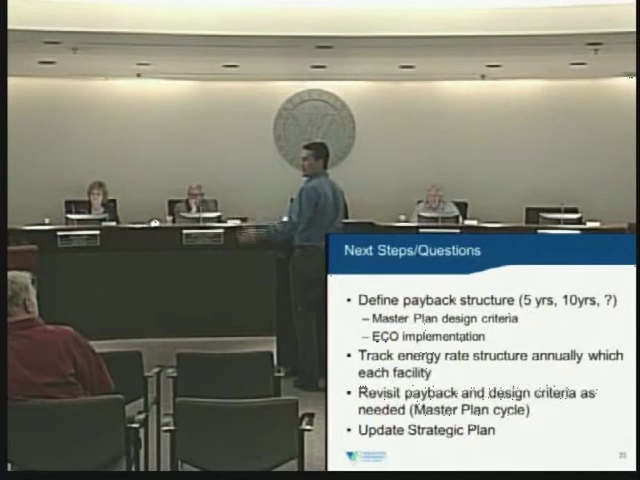 Next Steps/Questions
• Define payback structure (5 yrs, 10yrs, ?)
– Master Plan design criteria
– ECO implementation
• Track energy rate structure annually which
each facility
• Revisit payback and design criteria as
needed (Master Plan cycle)
• Update Strategic Plan